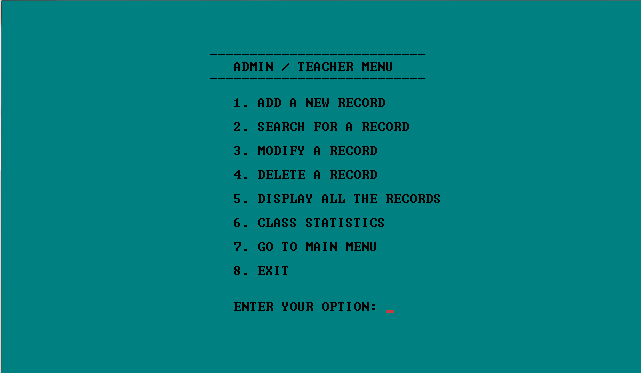 ADMIN / TEACHER MENU
1. ADD A NEW RECORD
2. SEARCH FOR A RECORD
3. MODIFY A RECORD
4. DELETE A RECORD
5. DISPLAY ALL THE RECORDS
6. CLASS STATISTICS
7. GO TO MAIN MENU
8. EXIT
ENTER YOUR OPTION: _